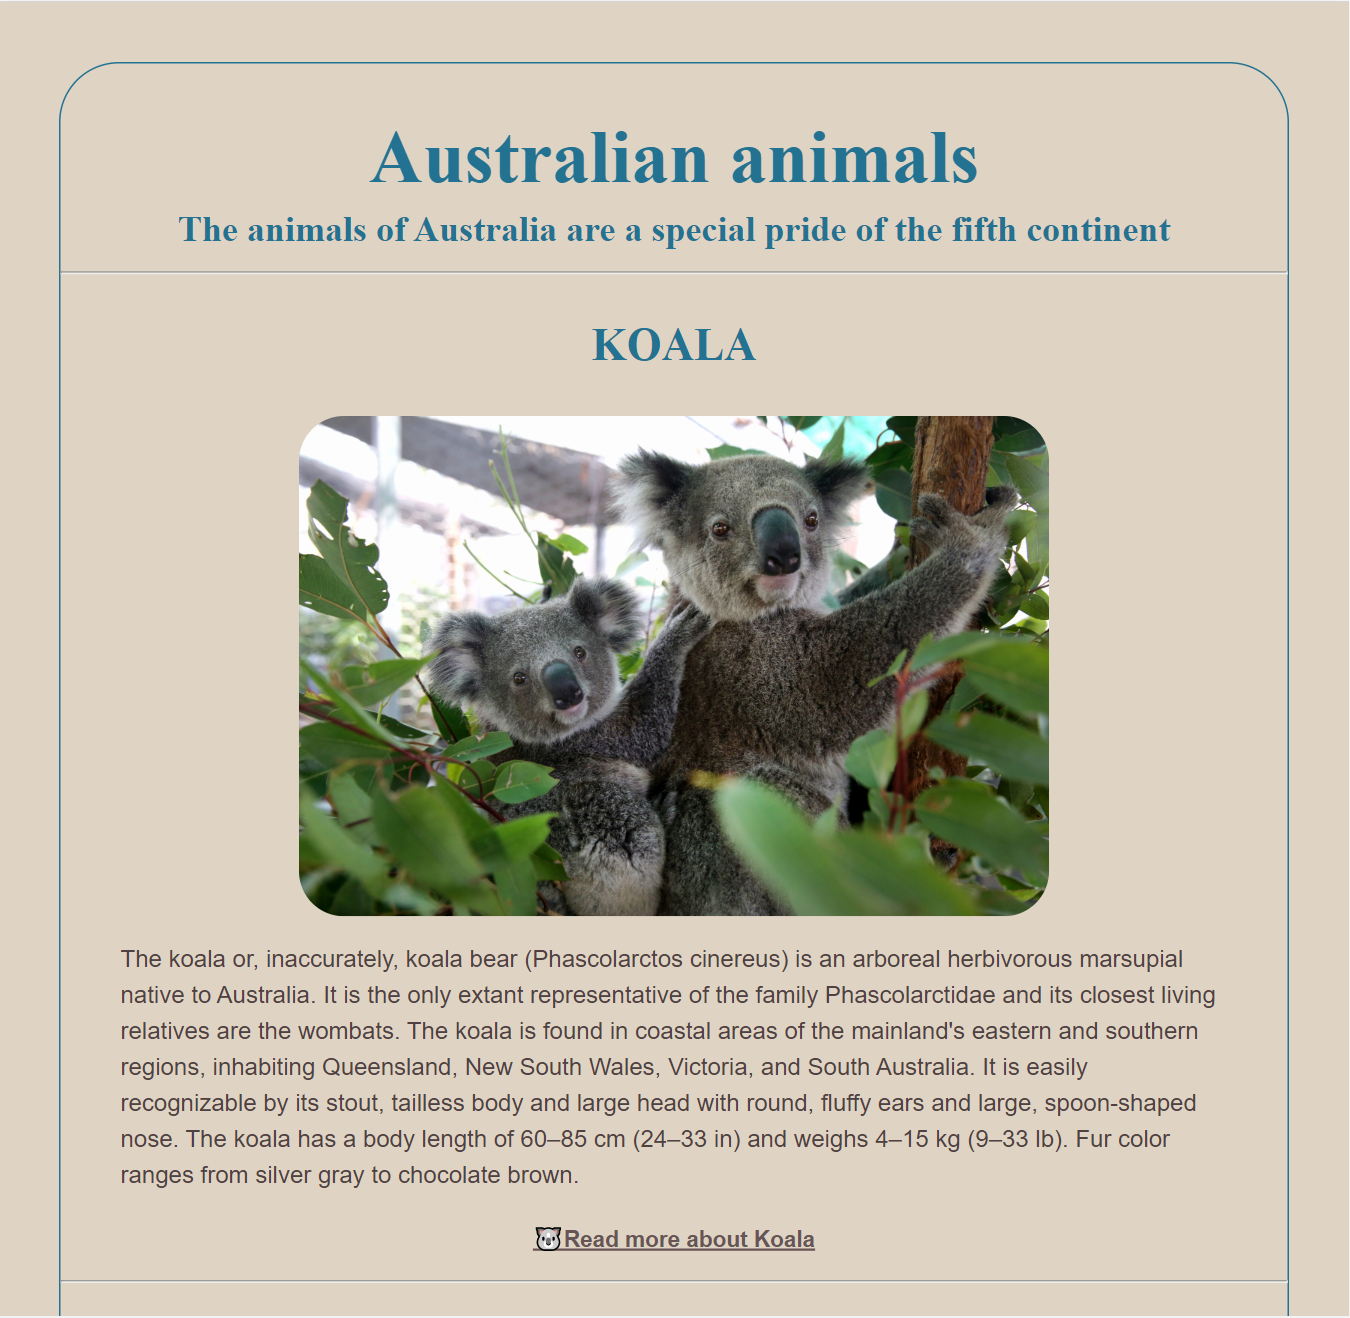 Australian animals
The animals of Australia are a special pride of the fifth continent
KOALA
The koala or, inaccurately, koala bear (Phascolarctos cinereus) is an arboreal herbivorous marsupial
native to Australia. It is the only extant representative of the family Phascolarctidae and its closest living
relatives are the wombats. The koala is found in coastal areas of the mainland's eastern and southern
regions, inhabiting Queensland, New South Wales, Victoria, and South Australia. It is easily
recognizable by its stout, tailless body and large head with round, fluffy ears and large, spoon-shaped
nose. The koala has a body length of 60–85 cm (24–33 in) and weighs 4–15 kg (9–33 lb). Fur color
ranges from silver gray to chocolate brown.
🐨Read more about Koala